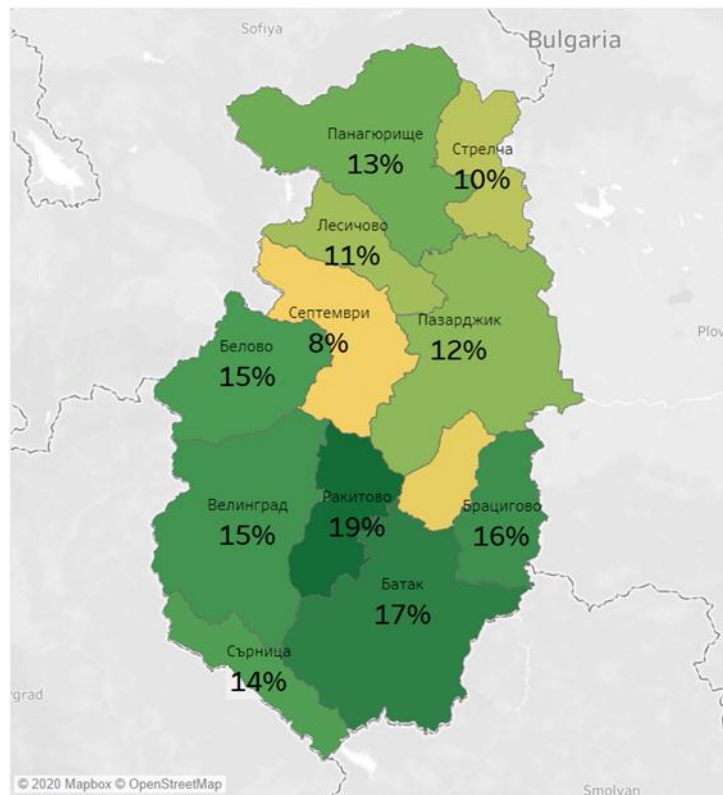 Sofiya
Bulgaria
Панагюрище
13%
Стрелча
10%
Лесичово
11%
Септември
8%
Пазарджик
12%
Plov
Белово
15%
Велинград
15%
Ракитово
19%
Брацигово
16%
Батак
17%
Сърница
14%
vgrad
Smolyan
© 2020 Mapbox © OpenStreetMap